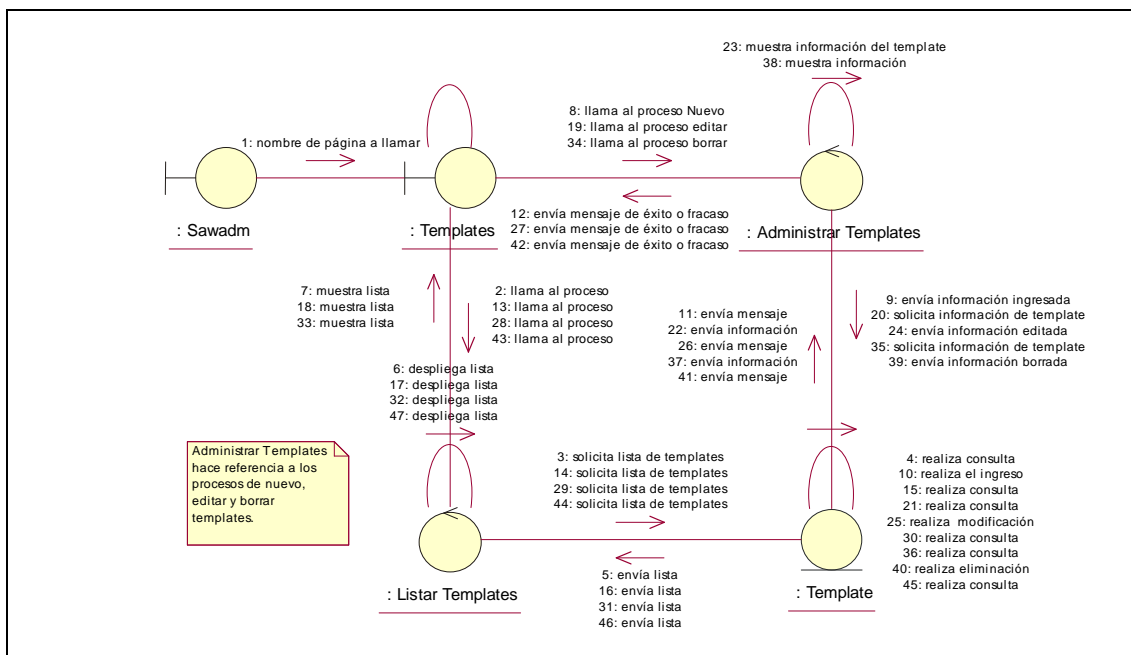 23: muestra información del template
38: muestra información
8: llama al proceso Nuevo
19: llama al proceso editar
34: llama al proceso borrar
1: nombre de página a llamar
: Sawadm
: Templates
12: envía mensaje de éxito o fracaso
27: envía mensaje de éxito o fracaso
42: envía mensaje de éxito o fracaso
: Administrar Templates
7: muestra lista
18: muestra lista
33: muestra lista
2: llama al proceso
13: llama al proceso
28: llama al proceso
43: llama al proceso
11: envía mensaje
22: envía información
26: envía mensaje
37: envía información
41: envía mensaje
9: envía información ingresada
20: solicita información de template
24: envía información editada
35: solicita información de template
39: envía información borrada
6: despliega lista
17: despliega lista
32: despliega lista
47: despliega lista
Administrar Templates
hace referencia a los
procesos de nuevo,
editar y borrar
templates.
3: solicita lista de templates
14: solicita lista de templates
29: solicita lista de templates
44: solicita lista de templates
4: realiza consulta
10: realiza el ingreso
15: realiza consulta
21: realiza consulta
25: realiza modificación
30: realiza consulta
36: realiza consulta
40: realiza eliminación
45: realiza consulta
5: envía lista
16: envía lista
31: envía lista
46: envía lista
: Listar Templates
: Template